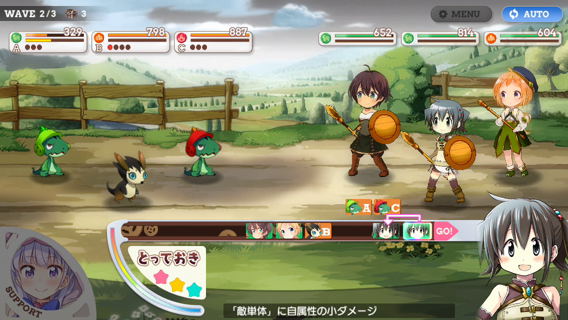 WAVE 2/3 3
MENU
AUTO
329
798
887
652
814
604
A
B
C
A C
B
GO!
とっておき
SUPPORT
「敵単体」に自属性の小ダメージ